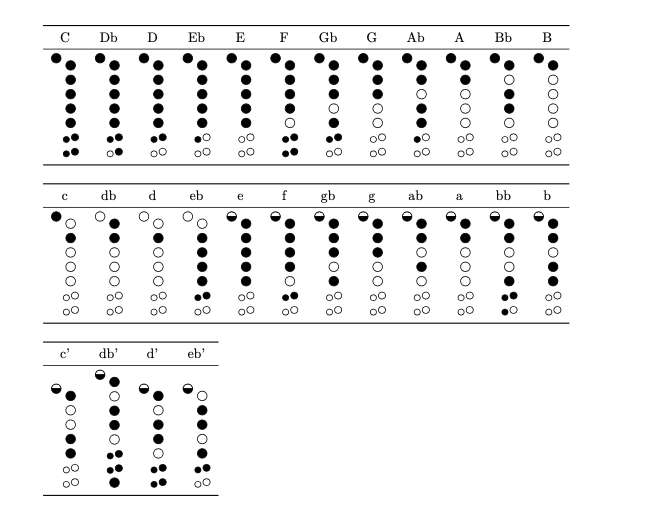 C Db D Eb E F Gb G Ab A Bb B
c db d eb e f gb g ab a bb b
c’ db’ d’ eb’